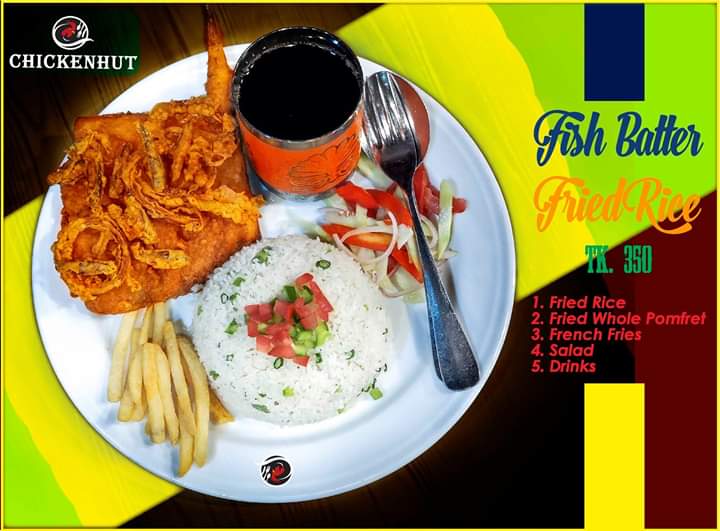 CHICKENHUT
Fish Batter
Fried Rice
TK. 350
1. Fried Rice
2. Fried Whole Pomfret
3. French Fries
4. Salad
5. Drinks